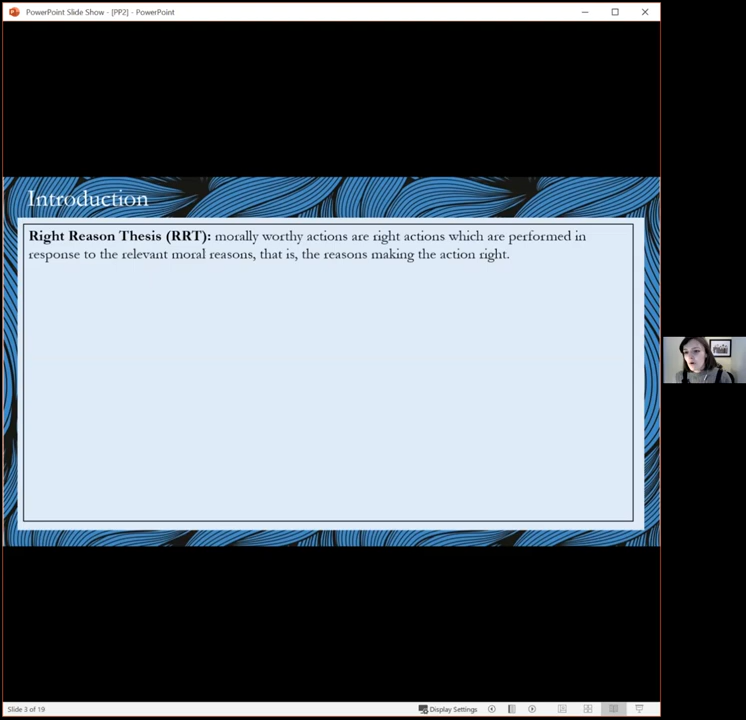 PowerPoint Slide Show - [PP2] - PowerPoint
Introduction
Right Reason Thesis (RRT): morally worthy actions are right actions which are performed in
response to the relevant moral reasons, that is, the reasons making the action right.
Slide 3 of 19
Display Settings